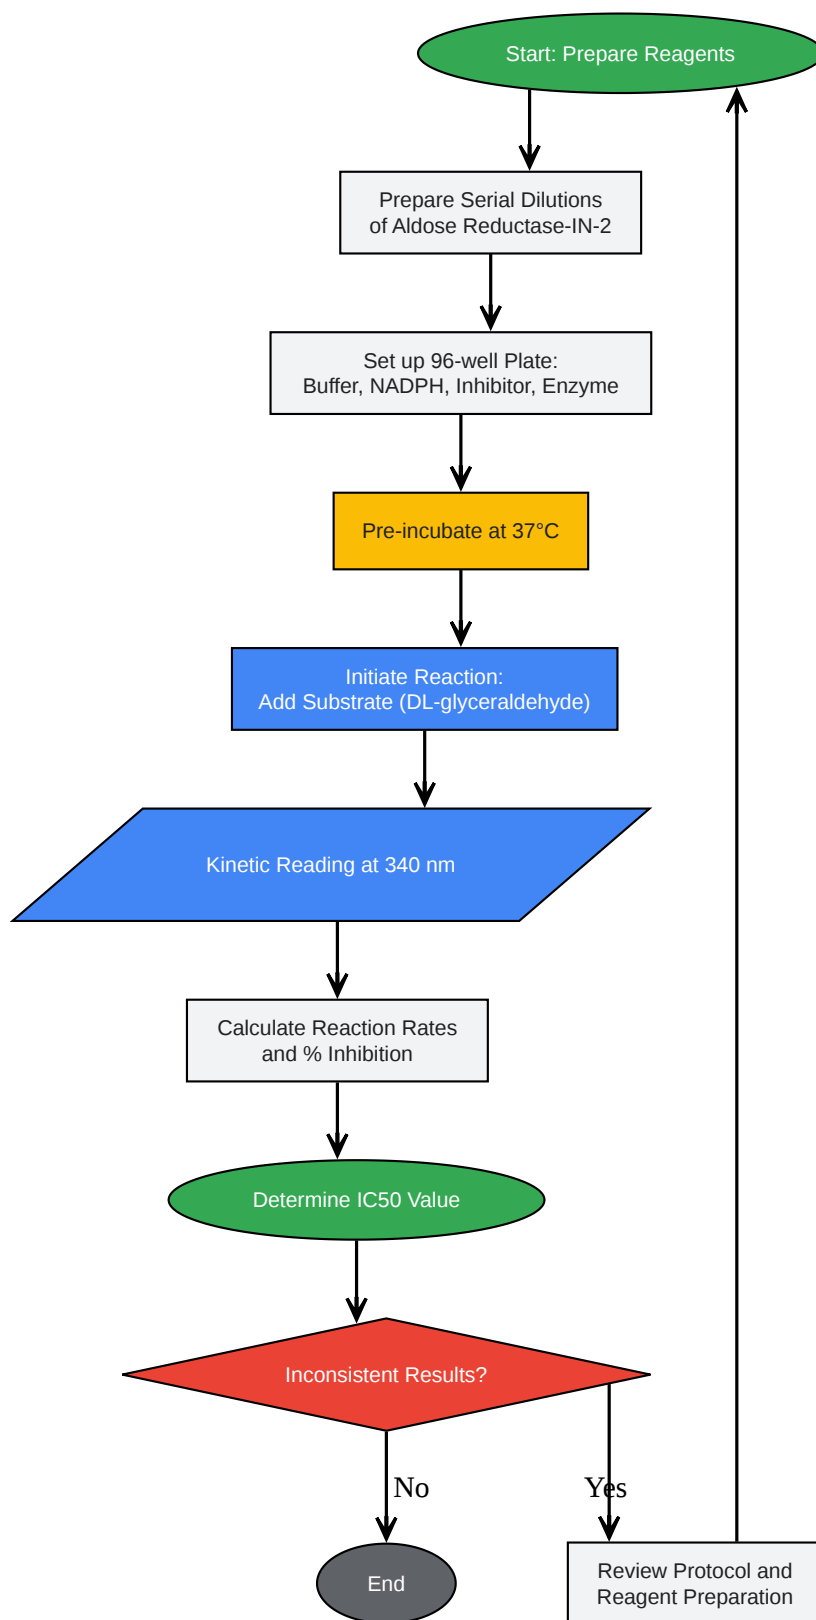 Start: Prepare Reagents
Prepare Serial Dilutions
of Aldose Reductase-IN-2
Set up 96-well Plate:
Buffer, NADPH, Inhibitor, Enzyme
Pre-incubate at 37°C
Initiate Reaction:
Add Substrate (DL-glyceraldehyde)
Kinetic Reading at 340 nm
Calculate Reaction Rates
and % Inhibition
Determine IC50 Value
Inconsistent Results?
No
Yes
End
Review Protocol and
Reagent Preparation